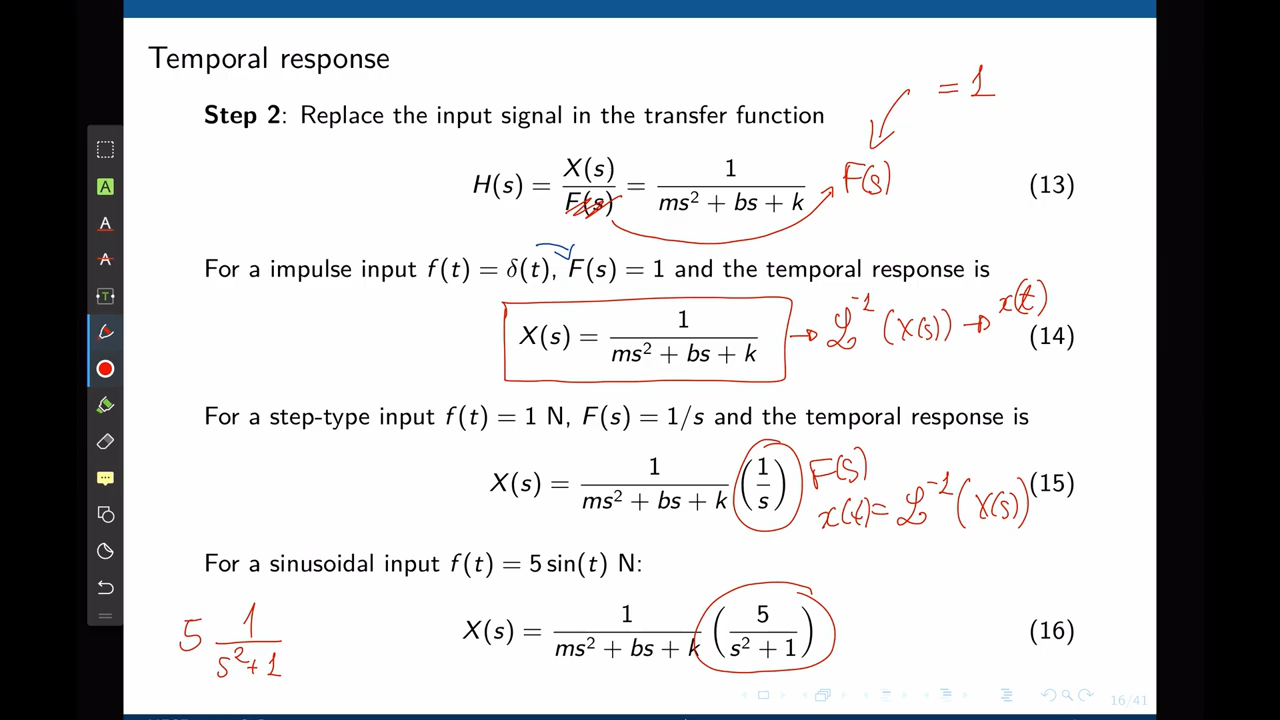 Temporal response
= 1
Step 2: Replace the input signal in the transfer function
H(s) = X(s)/F(s) = 1/(ms² + bs + k) F(s) (13)
For a impulse input f(t) = δ(t), F(s) = 1 and the temporal response is
X(s) = 1/(ms² + bs + k) → ℒ⁻¹(X(s)) → x(t) (14)
For a step-type input f(t) = 1 N, F(s) = 1/s and the temporal response is
X(s) = 1/(ms² + bs + k) (1/s) F(s) (15)
x(t) = ℒ⁻¹(X(s))
For a sinusoidal input f(t) = 5 sin(t) N:
5 1/(s²+1)
X(s) = 1/(ms² + bs + k) (5/(s² + 1)) (16)
16/41